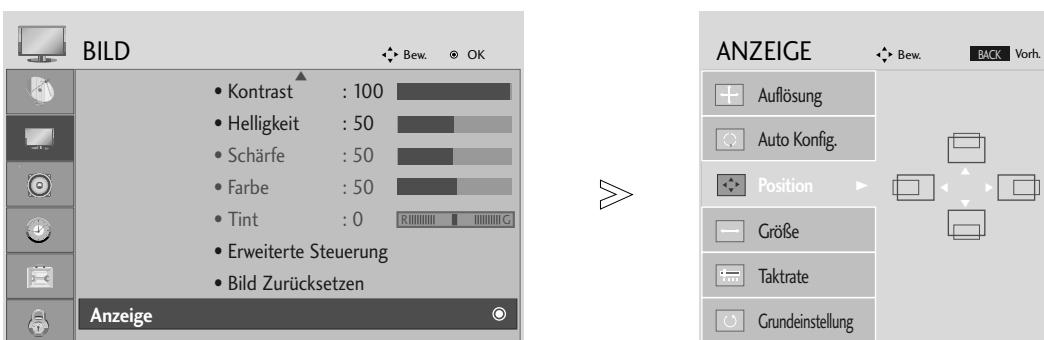 BILD
Bew. OK
• Kontrast : 100
• Helligkeit : 50
• Schärfe : 50
• Farbe : 50
• Tint : 0 R G
• Erweiterte Steuerung
• Bild Zurücksetzen
Anzeige
ANZEIGE
Bew. BACK Vorh.
Auflösung
Auto Konfig.
Position
Größe
Taktrate
Grundeinstellung